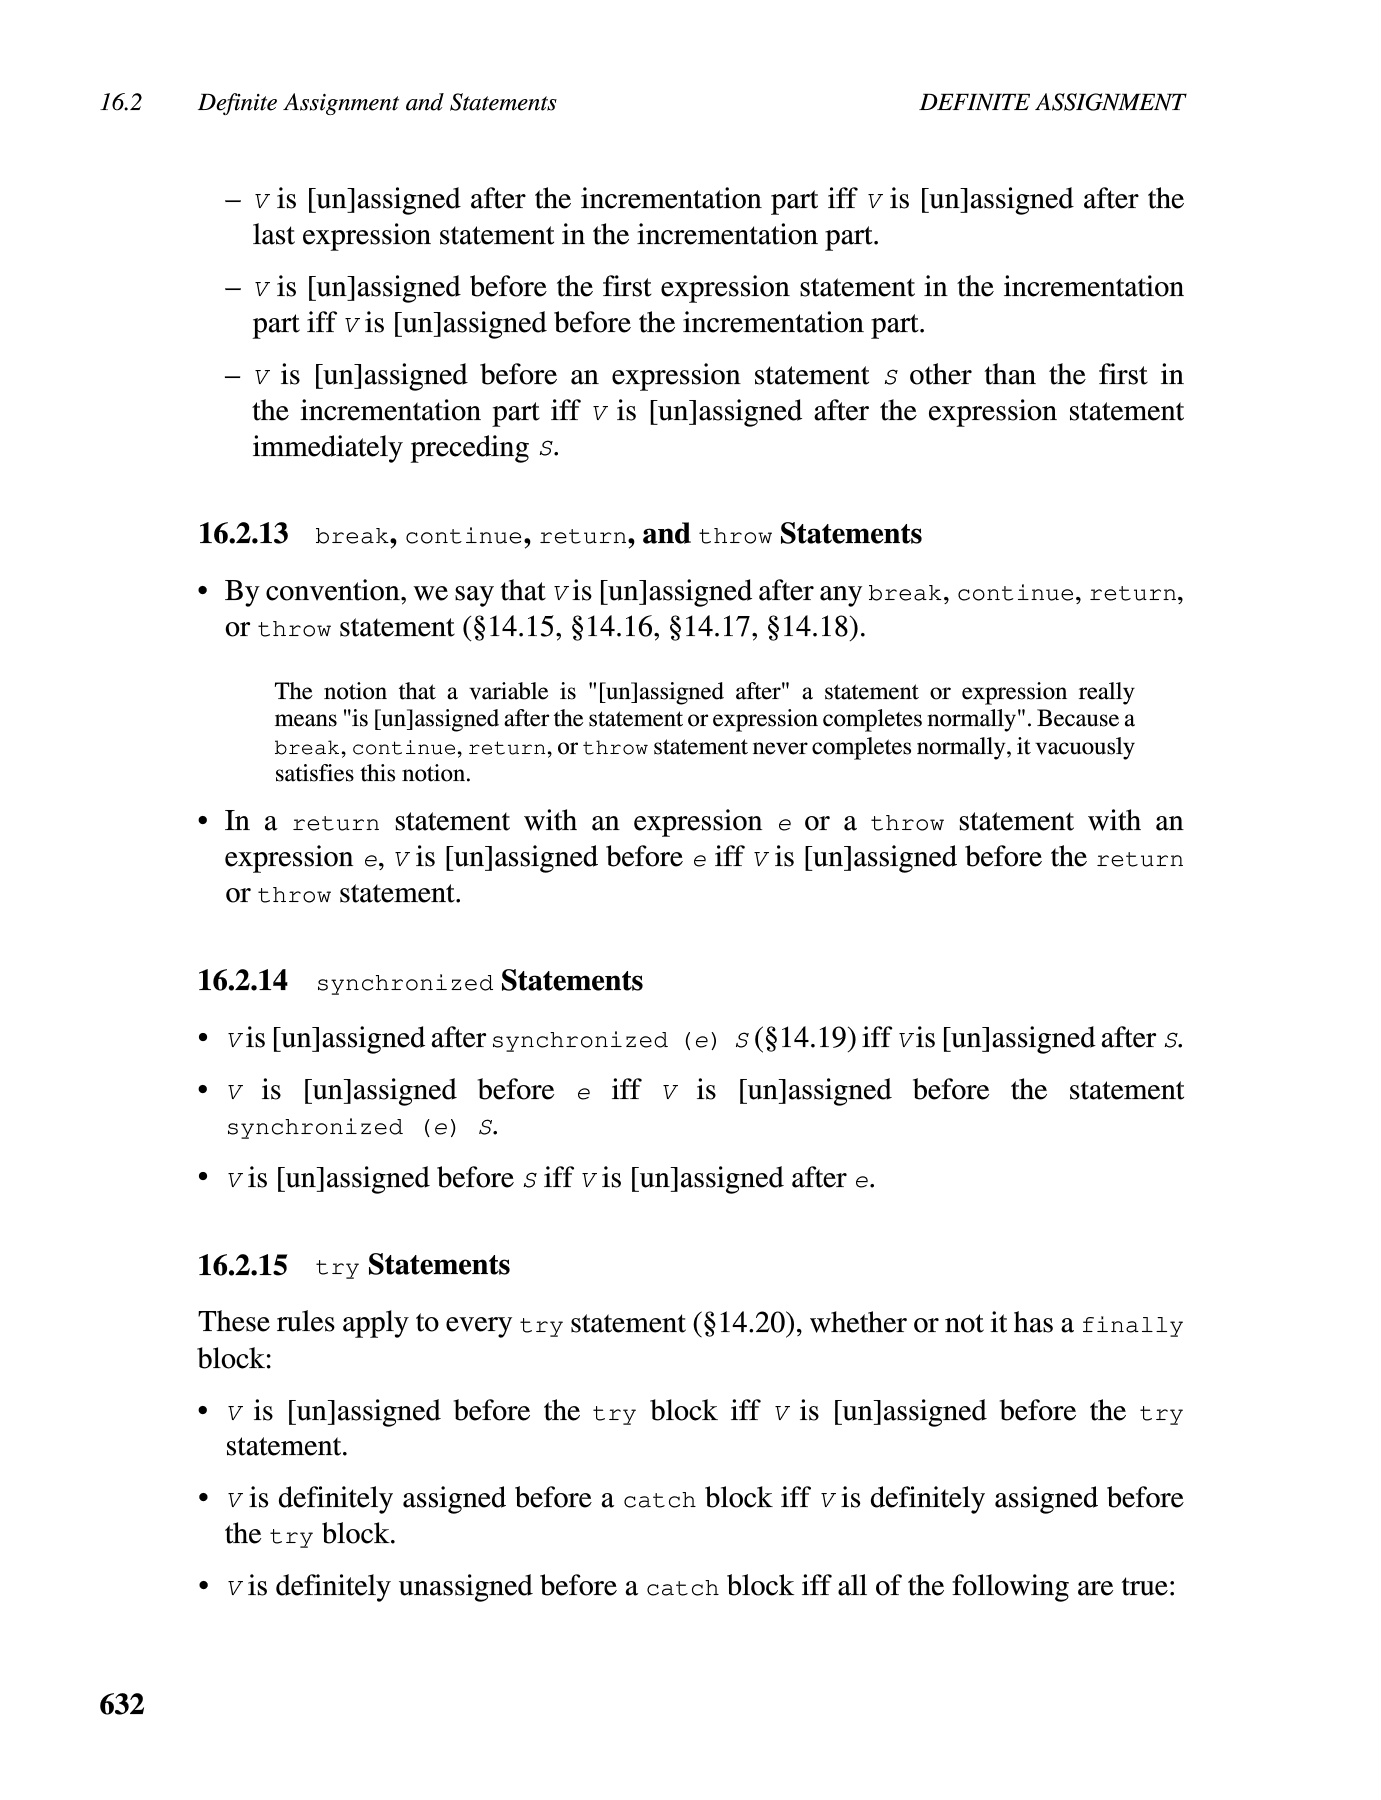 16.2 Definite Assignment and Statements DEFINITE ASSIGNMENT
– V is [un]assigned after the incrementation part iff V is [un]assigned after the
last expression statement in the incrementation part.
– V is [un]assigned before the first expression statement in the incrementation
part iff V is [un]assigned before the incrementation part.
– V is [un]assigned before an expression statement S other than the first in
the incrementation part iff V is [un]assigned after the expression statement
immediately preceding S.
16.2.13 break, continue, return, and throw Statements
• By convention, we say that V is [un]assigned after any break, continue, return,
or throw statement (§14.15, §14.16, §14.17, §14.18).
The notion that a variable is "[un]assigned after" a statement or expression really
means "is [un]assigned after the statement or expression completes normally". Because a
break, continue, return, or throw statement never completes normally, it vacuously
satisfies this notion.
• In a return statement with an expression e or a throw statement with an
expression e, V is [un]assigned before e iff V is [un]assigned before the return
or throw statement.
16.2.14 synchronized Statements
• V is [un]assigned after synchronized (e) S (§14.19) iff V is [un]assigned after S.
• V is [un]assigned before e iff V is [un]assigned before the statement
synchronized (e) S.
• V is [un]assigned before S iff V is [un]assigned after e.
16.2.15 try Statements
These rules apply to every try statement (§14.20), whether or not it has a finally
block:
• V is [un]assigned before the try block iff V is [un]assigned before the try
statement.
• V is definitely assigned before a catch block iff V is definitely assigned before
the try block.
• V is definitely unassigned before a catch block iff all of the following are true:
632